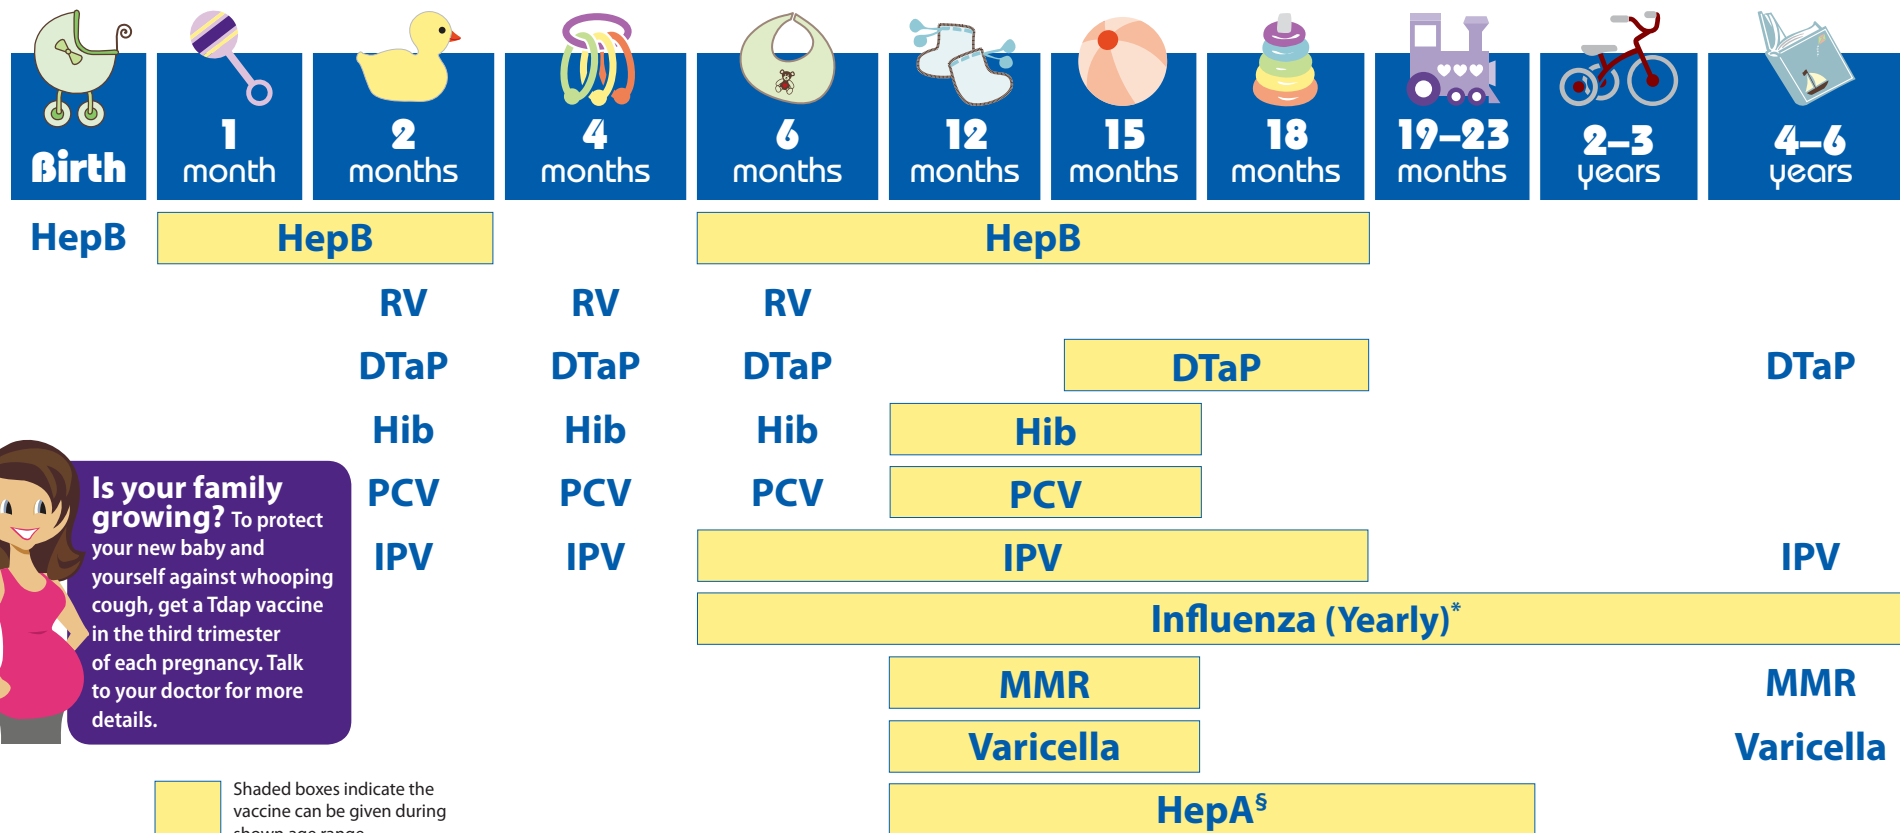 Birth
1
month
2
months
4
months
6
months
12
months
15
months
18
months
19–23
months
2–3
years
4–6
years
HepB HepB HepB
RV RV RV
DTaP DTaP DTaP DTaP DTaP
Hib Hib Hib Hib
PCV PCV PCV PCV
IPV IPV IPV IPV
Influenza (Yearly)*
MMR MMR
Varicella Varicella
HepA§
Is your family
growing? To protect
your new baby and
yourself against whooping
cough, get a Tdap vaccine
in the third trimester
of each pregnancy. Talk
to your doctor for more
details.
Shaded boxes indicate the
vaccine can be given during
shown age range.